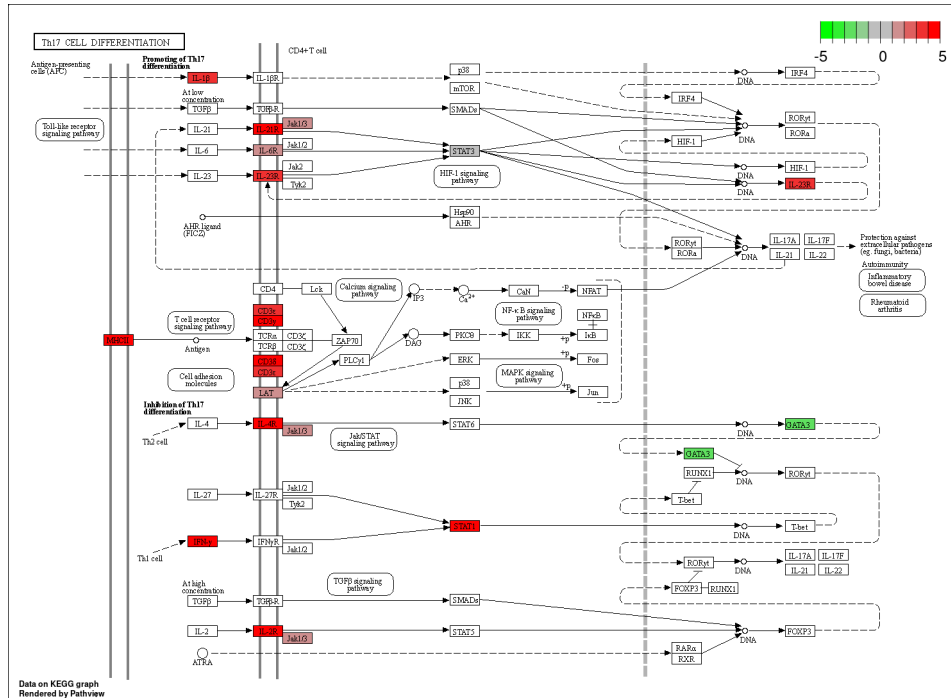 Th17 CELL DIFFERENTIATION
CD4+T cell
-5 0 5
Antigen-presenting
cells (APC)
Promoting of Th17
differentiation
IL-1β
IL-1βR
p38
mTOR
DNA
IRF4
At low
concentration
TGFβ
TGFβ-R
SMADs
IRF4
RORγt
RORa
DNA
Toll-like receptor
signaling pathway
IL-21
IL-21R
Jak1/3
IL-6
IL-6R
Jak1/2
STAT3
HIF-1
HIF-1
DNA
IL-23
IL-23R
Jak2
Tyk2
HIF-1 signaling
pathway
IL-23R
DNA
AHR ligand
(FICZ)
Hsp90
AHR
RORγt
RORa
DNA
IL-17A
IL-17F
IL-21
IL-22
Protection against
extracellular pathogens
(eg. fungi, bacteria)
Autoimmunity
Inflammatory
bowel disease
Rheumatoid
arthritis
CD4
Lck
Calcium signaling
pathway
IP3
Ca2+
CaN
-p
NFAT
T cell receptor
signaling pathway
CD3ε
CD3γ
NF-κ B signaling
pathway
NFκB
MHCII
Antigen
TCRα
TCRβ
CD3ζ
CD3ζ
ZAP70
DAG
PKCθ
IKK
+p
IκB
PLCγ1
CD3δ
CD3ε
ERK
+p
Fos
Cell adhesion
molecules
LAT
MAPK signaling
pathway
p38
JNK
+p
Jun
Inhibition of Th17
differentiation
Th2 cell
IL-4
IL-4R
Jak1/3
Jak/STAT
signaling pathway
STAT6
DNA
GATA3
GATA3
RUNX1
DNA
RORγt
T-bet
IL-27
IL-27R
Jak1/2
Tyk2
STAT1
DNA
T-bet
IFNγ
IFNγR
Jak1/2
Th1 cell
RORγt
DNA
IL-17A
IL-17F
IL-21
IL-22
FOXP3
RUNX1
TGFβ signaling
pathway
At high
concentration
TGFβ
TGFβ-R
SMADs
IL-2
IL-2R
Jak1/3
STAT5
DNA
FOXP3
ATRA
RARα
RXR
Data on KEGG graph
Rendered by Pathview